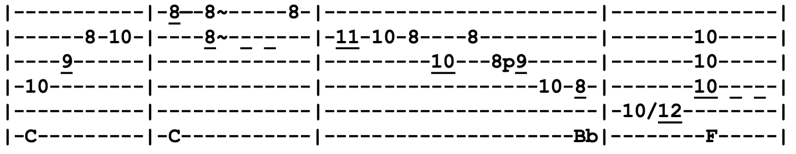 |-----------|-8——8~-----8-|-----------------------|--------------|
|------8-10-|----8~- _ _ -|-11-10-8----8----------|-------10-----|
|----9------|-------------|---------10---8p9------|-------10-----|
|-10--------|-------------|------------------10-8-|-------10- _ _ |
|-----------|-------------|-----------------------|-10/12--------|
|-C---------|-C-----------|---------------------Bb|--------F-----|